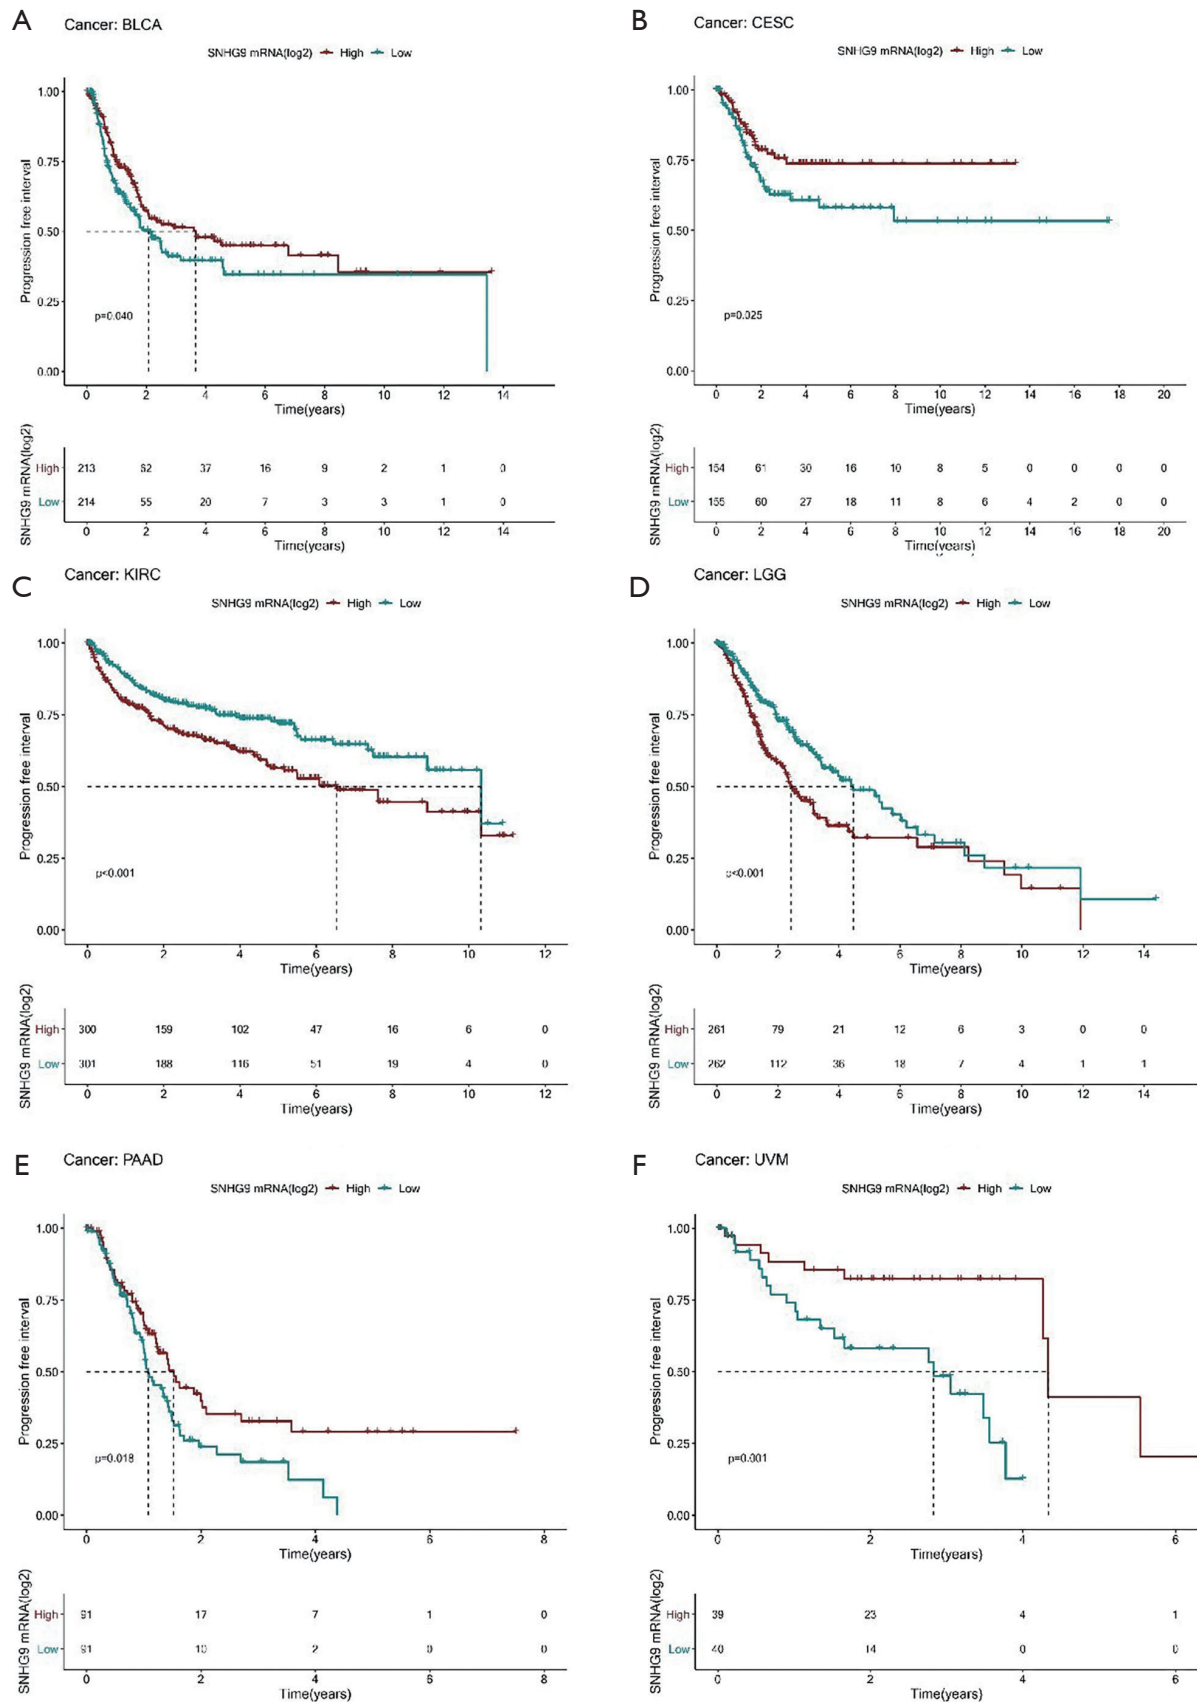 A
Cancer: BLCA
SNHG9 mRNA(log2) High Low
Progression free interval
1.00
0.75
0.50
0.25
0.00
p=0.040
0 2 4 6 8 10 12 14
Time(years)
SNHG9 mRNA(log2)
High 213 62 37 16 9 2 1 0
Low 214 55 20 7 3 3 1 0
0 2 4 6 8 10 12 14
Time(years)
B
Cancer: CESC
SNHG9 mRNA(log2) High Low
Progression free interval
1.00
0.75
0.50
0.25
0.00
p=0.025
0 2 4 6 8 10 12 14 16 18 20
Time(years)
SNHG9 mRNA(log2)
High 154 61 30 16 10 8 5 0 0 0 0
Low 155 60 27 18 11 8 6 4 2 0 0
0 2 4 6 8 10 12 14 16 18 20
Time(years)
C
Cancer: KIRC
SNHG9 mRNA(log2) High Low
Progression free interval
1.00
0.75
0.50
0.25
0.00
p<0.001
0 2 4 6 8 10 12
Time(years)
SNHG9 mRNA(log2)
High 300 159 102 47 16 6 0
Low 301 188 116 51 19 4 0
0 2 4 6 8 10 12
Time(years)
D
Cancer: LGG
SNHG9 mRNA(log2) High Low
Progression free interval
1.00
0.75
0.50
0.25
0.00
p<0.001
0 2 4 6 8 10 12 14
Time(years)
SNHG9 mRNA(log2)
High 261 79 21 12 6 3 0 0
Low 262 112 36 18 7 4 1 1
0 2 4 6 8 10 12 14
Time(years)
E
Cancer: PAAD
SNHG9 mRNA(log2) High Low
Progression free interval
1.00
0.75
0.50
0.25
0.00
p=0.018
0 2 4 6 8
Time(years)
SNHG9 mRNA(log2)
High 91 17 7 1 0
Low 91 10 2 0 0
0 2 4 6 8
Time(years)
F
Cancer: UVM
SNHG9 mRNA(log2) High Low
Progression free interval
1.00
0.75
0.50
0.25
0.00
p=0.001
0 2 4 6
Time(years)
SNHG9 mRNA(log2)
High 39 23 4 1
Low 40 14 0 0
0 2 4 6
Time(years)